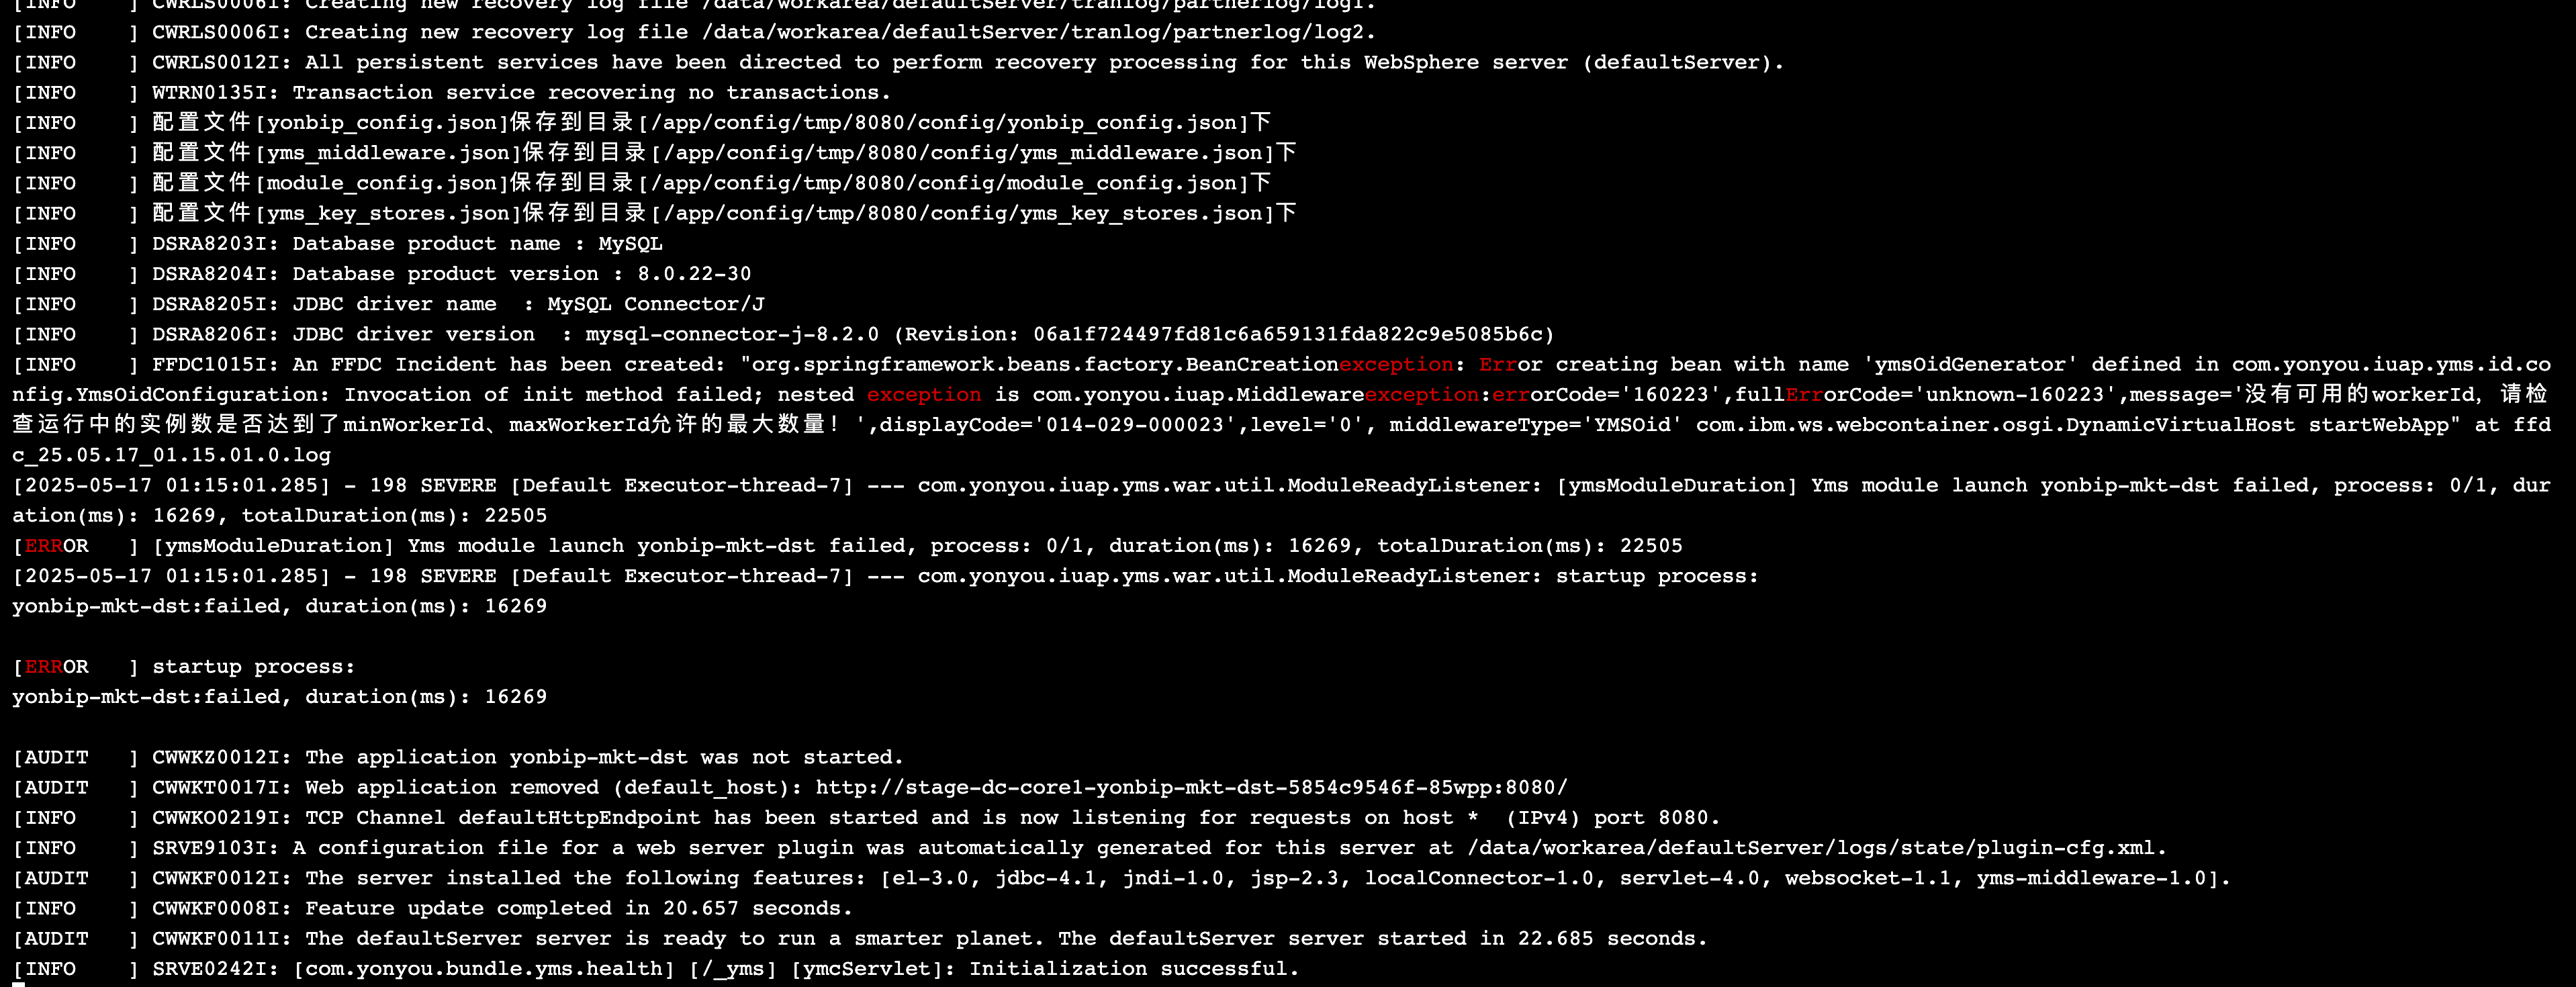 [INFO    ] CWRLS0006I: Creating new recovery log file /data/workarea/defaultServer/tranlog/partnerlog/log1.
[INFO    ] CWRLS0006I: Creating new recovery log file /data/workarea/defaultServer/tranlog/partnerlog/log2.
[INFO    ] CWRLS0012I: All persistent services have been directed to perform recovery processing for this WebSphere server (defaultServer).
[INFO    ] WTRN0135I: Transaction service recovering no transactions.
[INFO    ] 配置文件[yonbip_config.json]保存到目录[/app/config/tmp/8080/config/yonbip_config.json]下
[INFO    ] 配置文件[yms_middleware.json]保存到目录[/app/config/tmp/8080/config/yms_middleware.json]下
[INFO    ] 配置文件[module_config.json]保存到目录[/app/config/tmp/8080/config/module_config.json]下
[INFO    ] 配置文件[yms_key_stores.json]保存到目录[/app/config/tmp/8080/config/yms_key_stores.json]下
[INFO    ] DSRA8203I: Database product name : MySQL
[INFO    ] DSRA8204I: Database product version : 8.0.22-30
[INFO    ] DSRA8205I: JDBC driver name  : MySQL Connector/J
[INFO    ] DSRA8206I: JDBC driver version  : mysql-connector-j-8.2.0 (Revision: 06a1f724497fd81c6a659131fda822c9e5085b6c)
[INFO    ] FFDC1015I: An FFDC Incident has been created: "org.springframework.beans.factory.BeanCreationexception: Error creating bean with name 'ymsOidGenerator' defined in com.yonyou.iuap.yms.id.co
nfig.YmsOidConfiguration: Invocation of init method failed; nested exception is com.yonyou.iuap.Middlewareexception:errorCode='160223',fullErrorCode='unknown-160223',message='没有可用的workerId，请检
查运行中的实例数是否达到了minWorkerId、maxWorkerId允许的最大数量！',displayCode='014-029-000023',level='0', middlewareType='YMSOid' com.ibm.ws.webcontainer.osgi.DynamicVirtualHost startWebApp" at ffd
c_25.05.17_01.15.01.0.log
[2025-05-17 01:15:01.285] - 198 SEVERE [Default Executor-thread-7] --- com.yonyou.iuap.yms.war.util.ModuleReadyListener: [ymsModuleDuration] Yms module launch yonbip-mkt-dst failed, process: 0/1, dur
ation(ms): 16269, totalDuration(ms): 22505
[ERROR   ] [ymsModuleDuration] Yms module launch yonbip-mkt-dst failed, process: 0/1, duration(ms): 16269, totalDuration(ms): 22505
[2025-05-17 01:15:01.285] - 198 SEVERE [Default Executor-thread-7] --- com.yonyou.iuap.yms.war.util.ModuleReadyListener: startup process:
yonbip-mkt-dst:failed, duration(ms): 16269
[ERROR   ] startup process:
yonbip-mkt-dst:failed, duration(ms): 16269
[AUDIT   ] CWWKZ0012I: The application yonbip-mkt-dst was not started.
[AUDIT   ] CWWKT0017I: Web application removed (default_host): http://stage-dc-core1-yonbip-mkt-dst-5854c9546f-85wpp:8080/
[INFO    ] CWWKO0219I: TCP Channel defaultHttpEndpoint has been started and is now listening for requests on host *  (IPv4) port 8080.
[INFO    ] SRVE9103I: A configuration file for a web server plugin was automatically generated for this server at /data/workarea/defaultServer/logs/state/plugin-cfg.xml.
[AUDIT   ] CWWKF0012I: The server installed the following features: [el-3.0, jdbc-4.1, jndi-1.0, jsp-2.3, localConnector-1.0, servlet-4.0, websocket-1.1, yms-middleware-1.0].
[INFO    ] CWWKF0008I: Feature update completed in 20.657 seconds.
[AUDIT   ] CWWKF0011I: The defaultServer server is ready to run a smarter planet. The defaultServer server started in 22.685 seconds.
[INFO    ] SRVE0242I: [com.yonyou.bundle.yms.health] [/_yms] [ymcServlet]: Initialization successful.